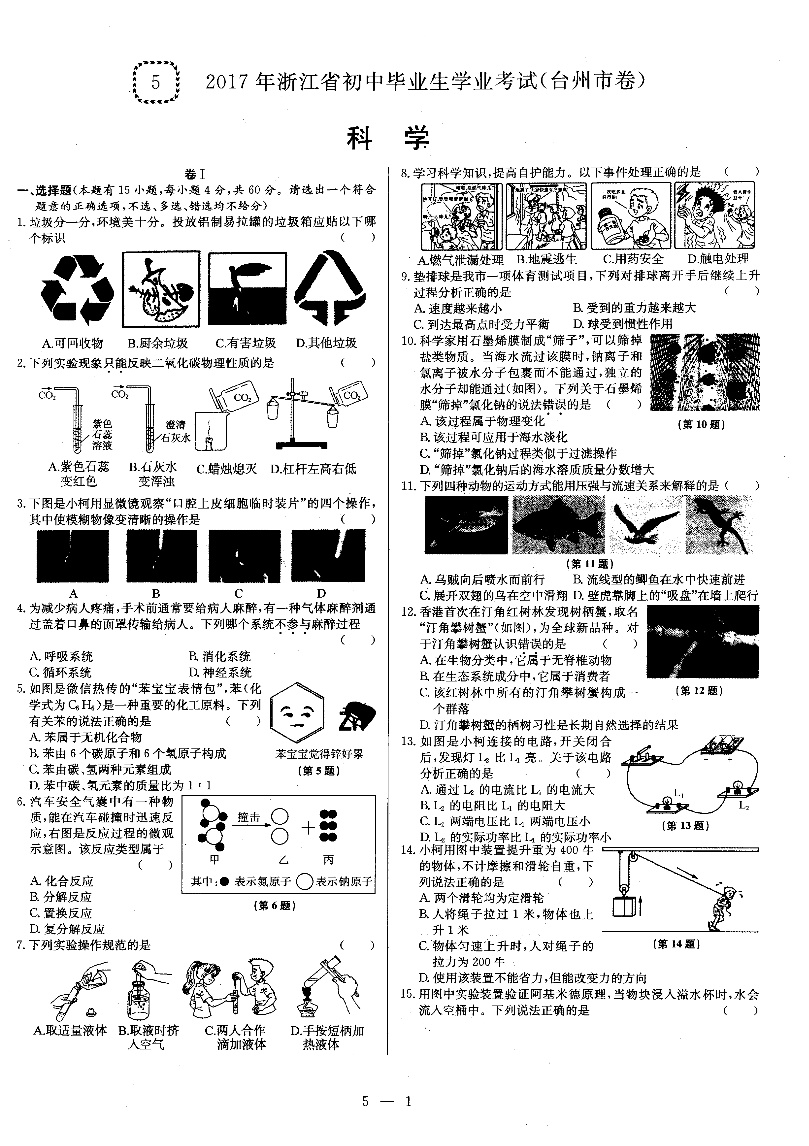 5
2017年浙江省初中毕业生学业考试(台州市卷)
科 学
卷Ⅰ
一、选择题(本题有15小题,每小题4分,共60分。请选出一个符合
题意的正确选项,不选、多选、错选均不给分)
1.垃圾分一分,环境美十分。投放铝制易拉罐的垃圾箱应贴以下哪
个标识 ( )
A.可回收物 B.厨余垃圾 C.有害垃圾 D.其他垃圾
2.下列实验现象只能反映二氧化碳物理性质的是 ( )
CO₂ CO₂ CO₂ CO₂
紫色
石蕊
溶液
澄清
石灰水
A.紫色石蕊 B.石灰水 C.蜡烛熄灭 D.杠杆左高右低
变红色 变浑浊
3.下图是小柯用显微镜观察“口腔上皮细胞临时装片”的四个操作,
其中使模糊物像变清晰的操作是 ( )
A B C D
4.为减少病人疼痛,手术前通常要给病人麻醉,有一种气体麻醉剂通
过盖着口鼻的面罩传输给病人。下列哪个系统不参与麻醉过程
( )
A.呼吸系统 B.消化系统
C.循环系统 D.神经系统
5.如图是微信热传的“苯宝宝表情包”,苯(化
学式为C₆H₆)是一种重要的化工原料。下列
有关苯的说法正确的是 ( )
A.苯属于无机化合物
B.苯由6个碳原子和6个氢原子构成
C.苯由碳、氢两种元素组成
D.苯中碳、氢元素的质量比为1:1
苯宝宝觉得锌好累
(第5题)
6.汽车安全气囊中有一种物
质,能在汽车碰撞时迅速反
应,右图是反应过程的微观
示意图。该反应类型属于
( )
A.化合反应
B.分解反应
C.置换反应
D.复分解反应
撞击
甲 乙 丙
其中:●表示氮原子 ○表示钠原子
(第6题)
7.下列实验操作规范的是 ( )
A.取适量液体 B.取液时挤 C.两人合作 D.手按短柄加
入空气 滴加液体 热液体
8.学习科学知识,提高自护能力。以下事件处理正确的是 ( )
A.燃气泄漏处理 B.地震逃生 C.用药安全 D.触电处理
9.垫排球是我市一项体育测试项目,下列对排球离开手后继续上升
过程分析正确的是 ( )
A.速度越来越小 B.受到的重力越来越大
C.到达最高点时受力平衡 D.球受到惯性作用
10.科学家用石墨烯膜制成“筛子”,可以筛掉
盐类物质。当海水流过该膜时,钠离子和
氯离子被水分子包裹而不能通过,独立的
水分子却能通过(如图)。下列关于石墨烯
膜“筛掉”氯化钠的说法错误的是 ( )
A.该过程属于物理变化
B.该过程可应用于海水淡化
C.“筛掉”氯化钠过程类似于过滤操作
D.“筛掉”氯化钠后的海水溶质质量分数增大
(第10题)
11.下列四种动物的运动方式能用压强与流速关系来解释的是 ( )
(第11题)
A.乌贼向后喷水而前行 B.流线型的鲫鱼在水中快速前进
C.展开双翅的鸟在空中滑翔 D.壁虎靠脚上的“吸盘”在墙上爬行
12.香港首次在汀角红树林发现树栖蟹,取名
“汀角攀树蟹”(如图),为全球新品种。对
于汀角攀树蟹认识错误的是 ( )
A.在生物分类中,它属于无脊椎动物
B.在生态系统成分中,它属于消费者
C.该红树林中所有的汀角攀树蟹构成一
个群落
D.汀角攀树蟹的栖树习性是长期自然选择的结果
(第12题)
13.如图是小柯连接的电路,开关闭合
后,发现灯L₂比L₁亮。关于该电路
分析正确的是 ( )
A.通过L₂的电流比L₁的电流大
B.L₂的电阻比L₁的电阻大
C.L₂两端电压比L₁两端电压小
D.L₂的实际功率比L₁的实际功率小
L₁
L₂
(第13题)
14.小柯用图中装置提升重为400牛
的物体,不计摩擦和滑轮自重,下
列说法正确的是 ( )
A.两个滑轮均为定滑轮
B.人将绳子拉过1米,物体也上
升1米
C.物体匀速上升时,人对绳子的
拉力为200牛
D.使用该装置不能省力,但能改变力的方向
(第14题)
15.用图中实验装置验证阿基米德原理,当物块浸入溢水杯时,水会
流入空桶中。下列说法正确的是 ( )
5 — 1